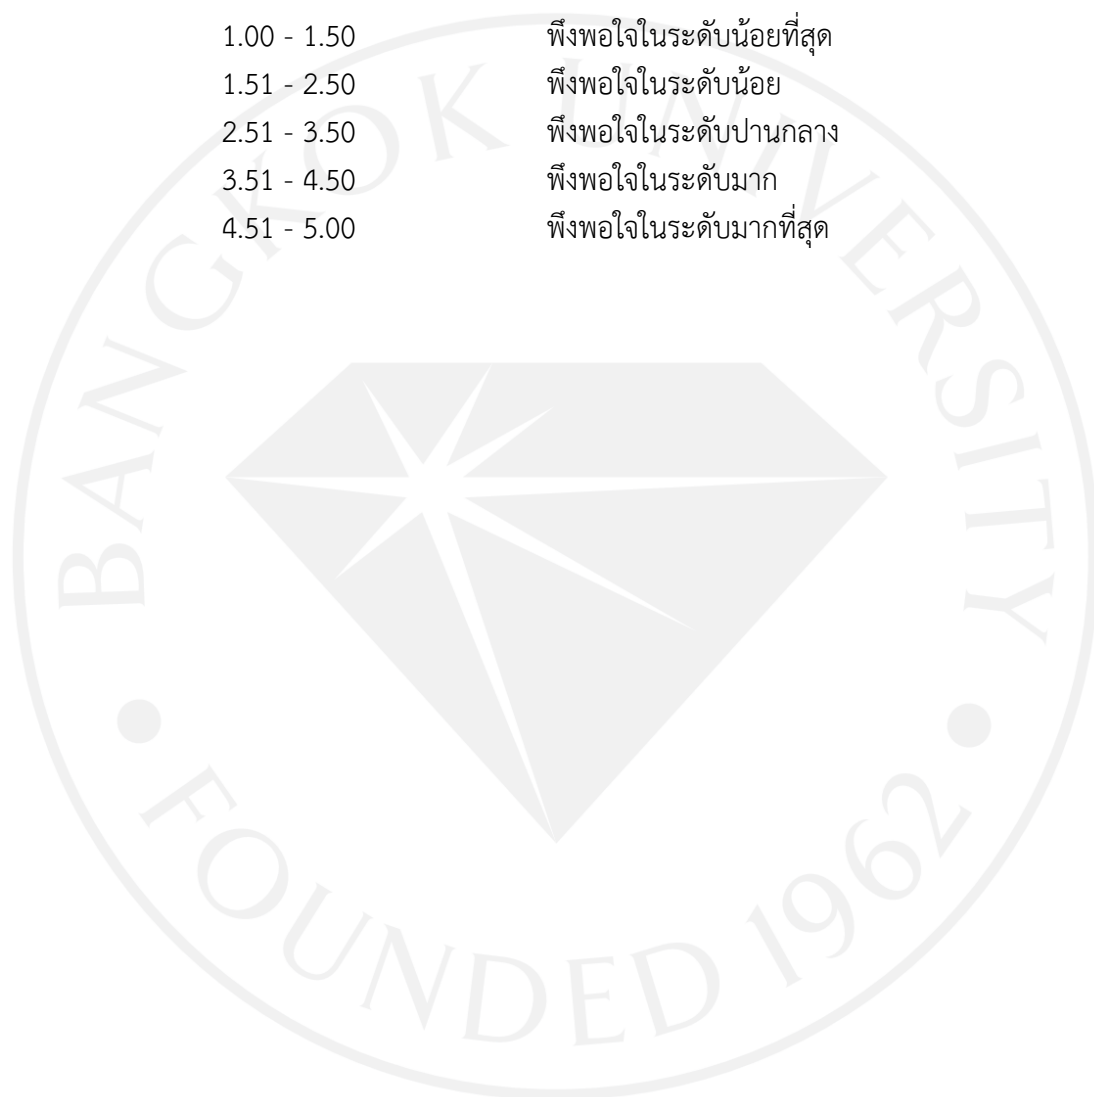 1.00 - 1.50 พึงพอใจในระดับน้อยที่สุด
1.51 - 2.50 พึงพอใจในระดับน้อย
2.51 - 3.50 พึงพอใจในระดับปานกลาง
3.51 - 4.50 พึงพอใจในระดับมาก
4.51 - 5.00 พึงพอใจในระดับมากที่สุด
BANGKOK UNIVERSITY
• FOUNDED 1962 •